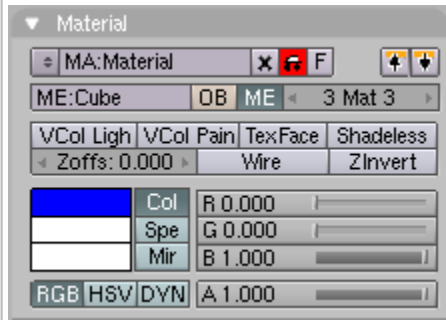 Material
MA:Material X F
ME:Cube OB ME 3 Mat 3
VCol Ligh VCol Pain TexFace Shadeless
Zoffs: 0.000 Wire ZInvert
Col R 0.000
Spe G 0.000
Mir B 1.000
RGB HSV DYN A 1.000